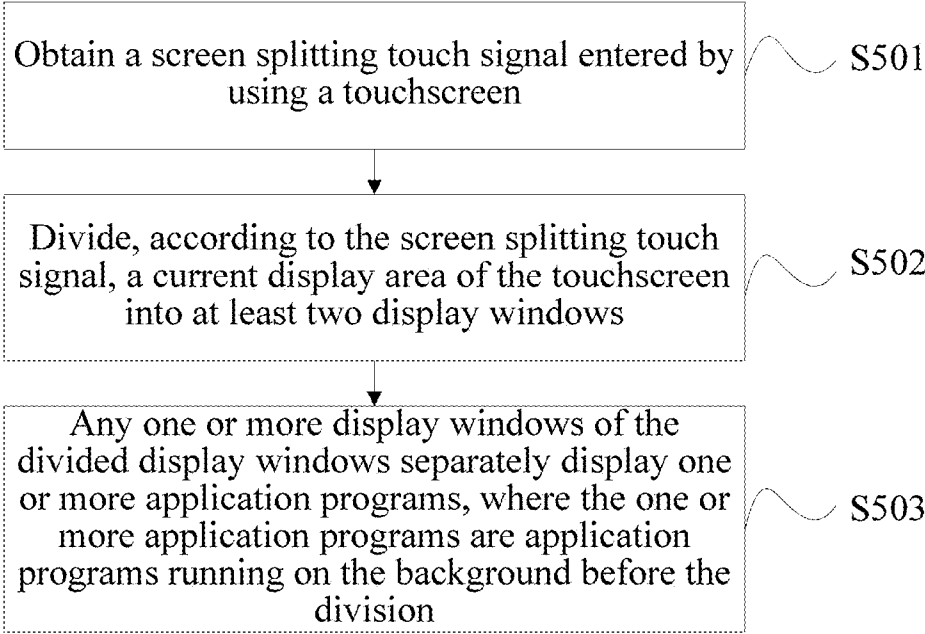 Obtain a screen splitting touch signal entered by
using a touchscreen
S501
Divide, according to the screen splitting touch
signal, a current display area of the touchscreen
into at least two display windows
S502
Any one or more display windows of the
divided display windows separately display one
or more application programs, where the one or
more application programs are application
programs running on the background before the
division
S503